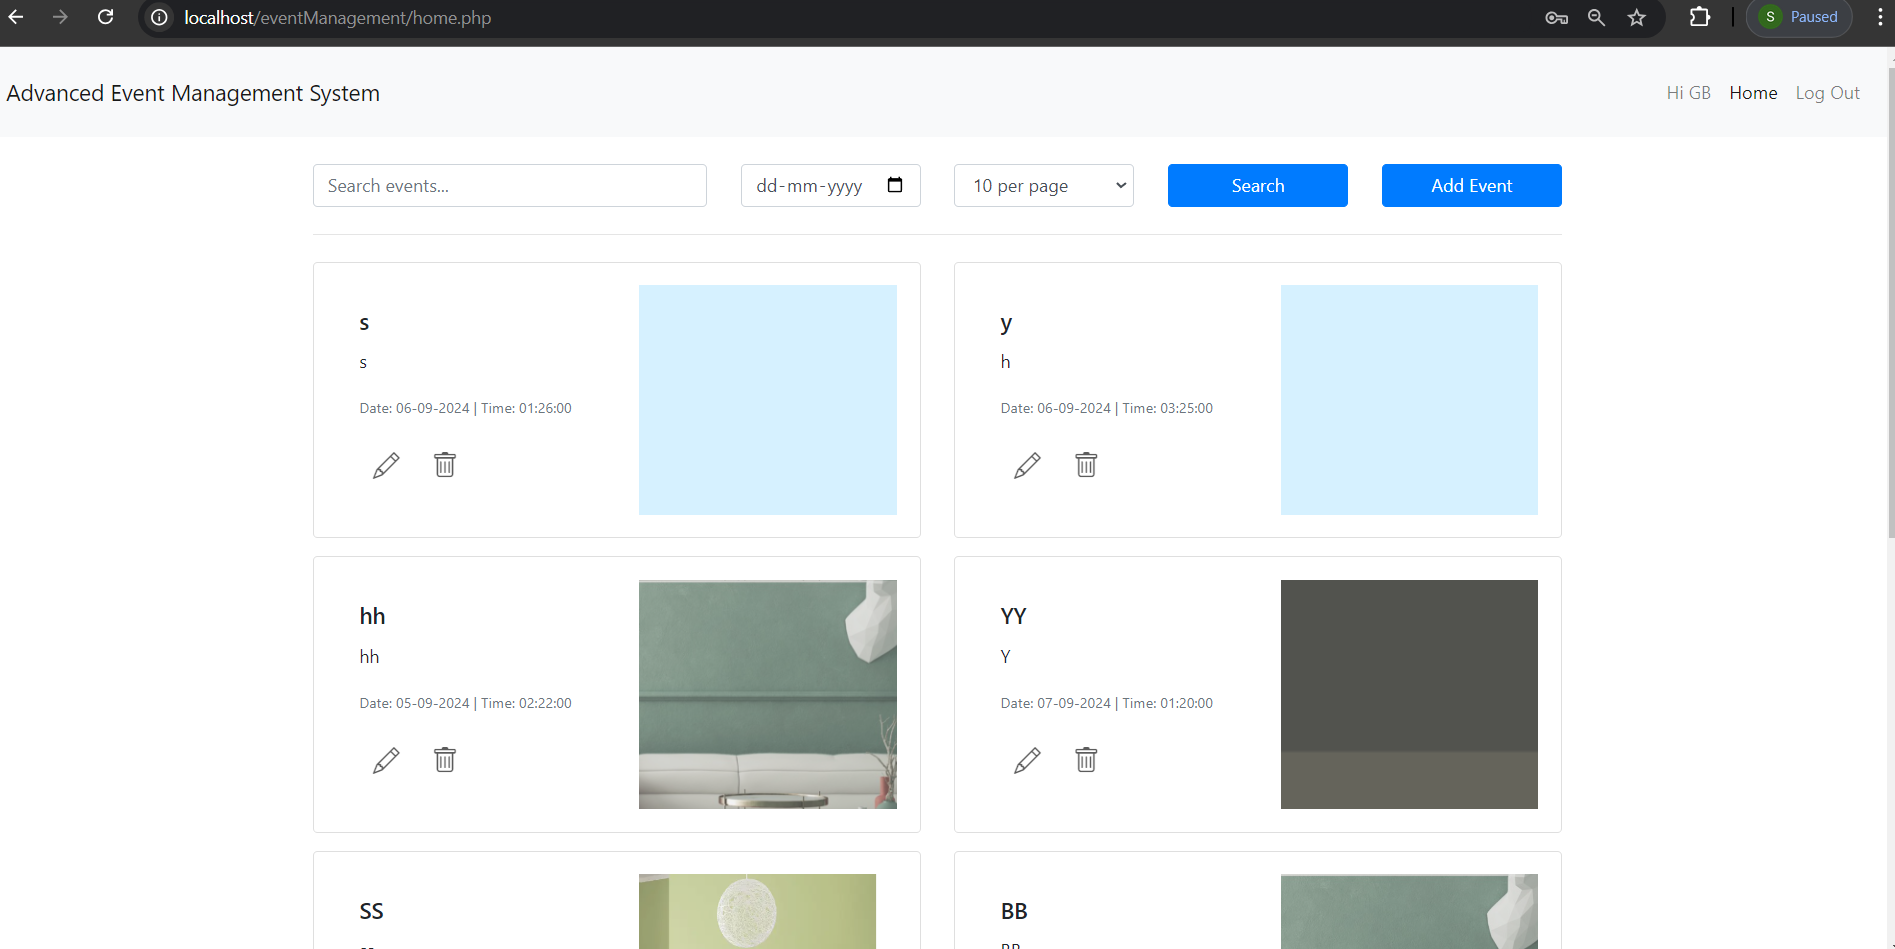 localhost/eventManagement/home.php
S Paused
Advanced Event Management System
Hi GB Home Log Out
Search events...
dd-mm-yyyy
10 per page
Search
Add Event
s
s
Date: 06-09-2024 | Time: 01:26:00
y
h
Date: 06-09-2024 | Time: 03:25:00
hh
hh
Date: 05-09-2024 | Time: 02:22:00
YY
Y
Date: 07-09-2024 | Time: 01:20:00
SS
BB
BB